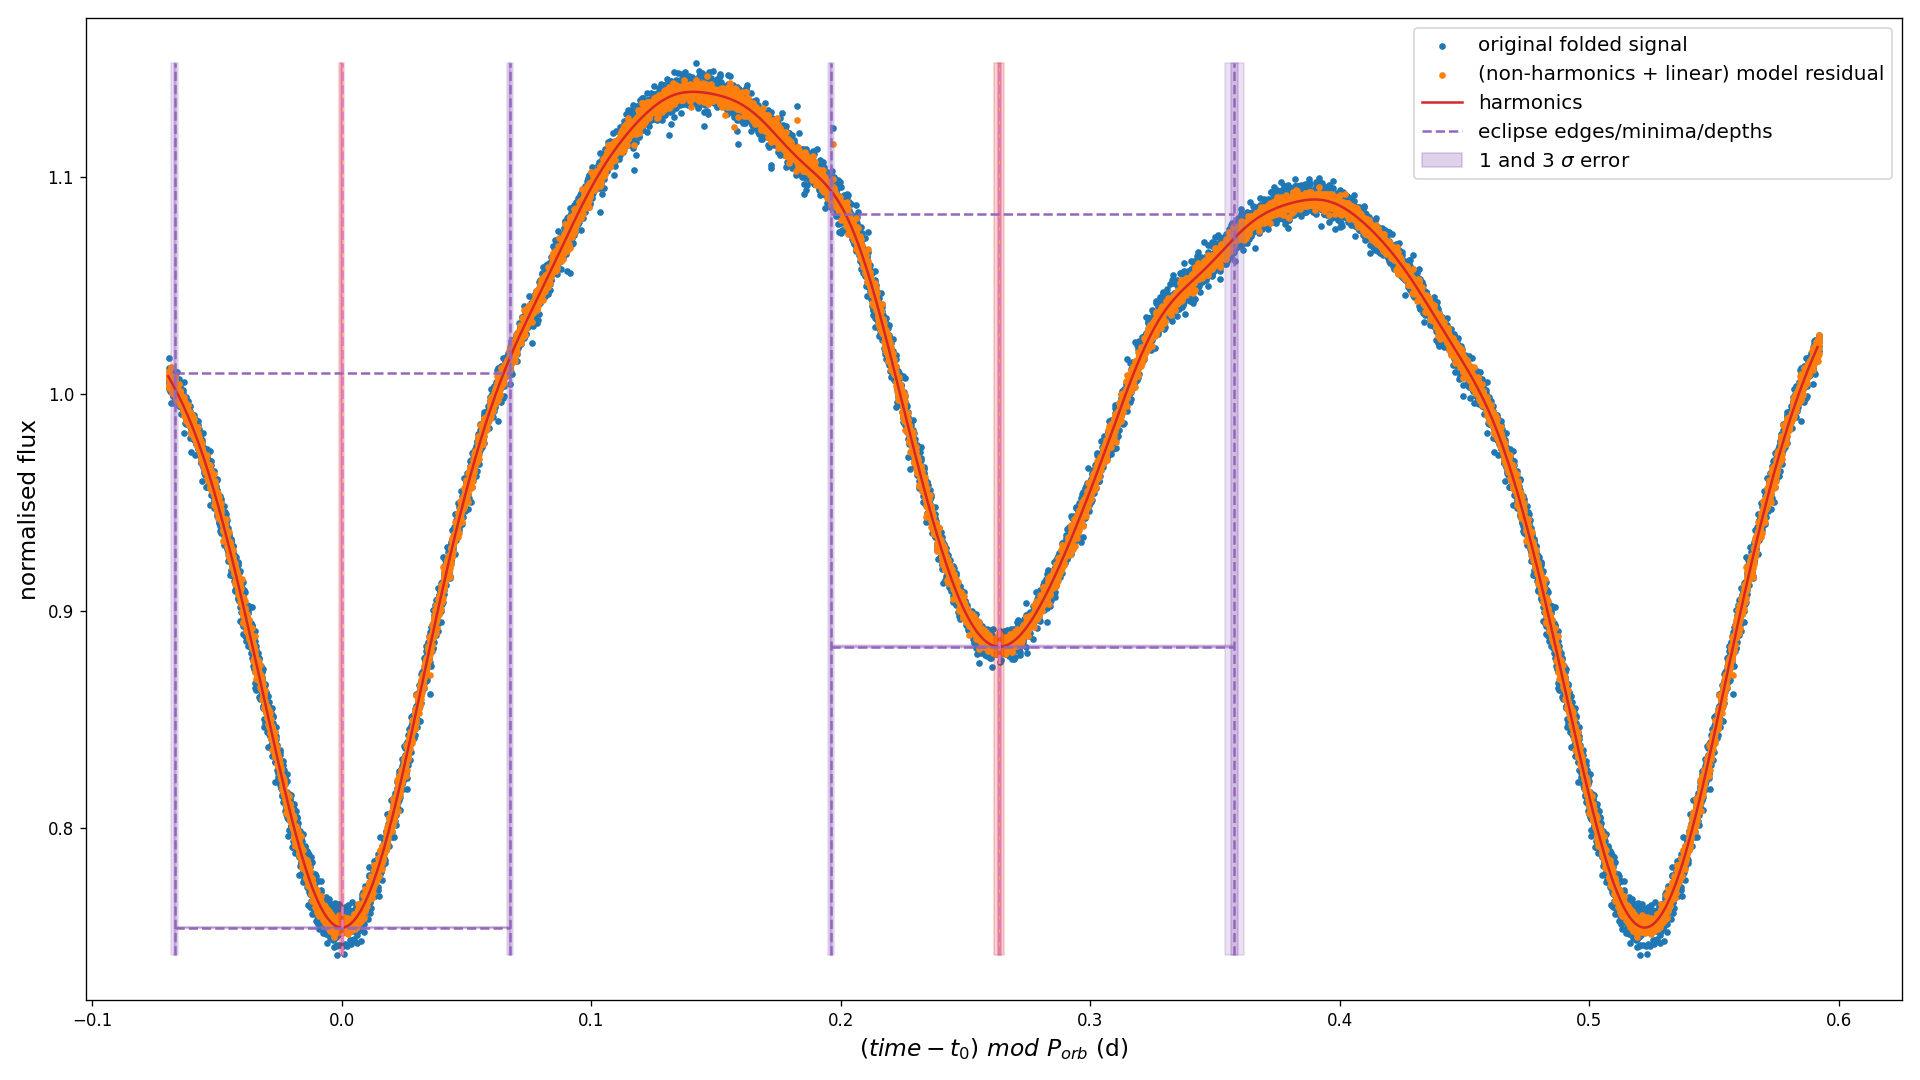 original folded signal
(non-harmonics + linear) model residual
harmonics
eclipse edges/minima/depths
1 and 3 σ error
normalised flux
1.1
1.0
0.9
0.8
−0.1 0.0 0.1 0.2 0.3 0.4 0.5 0.6
(time − t₀) mod Pₒᵣb (d)